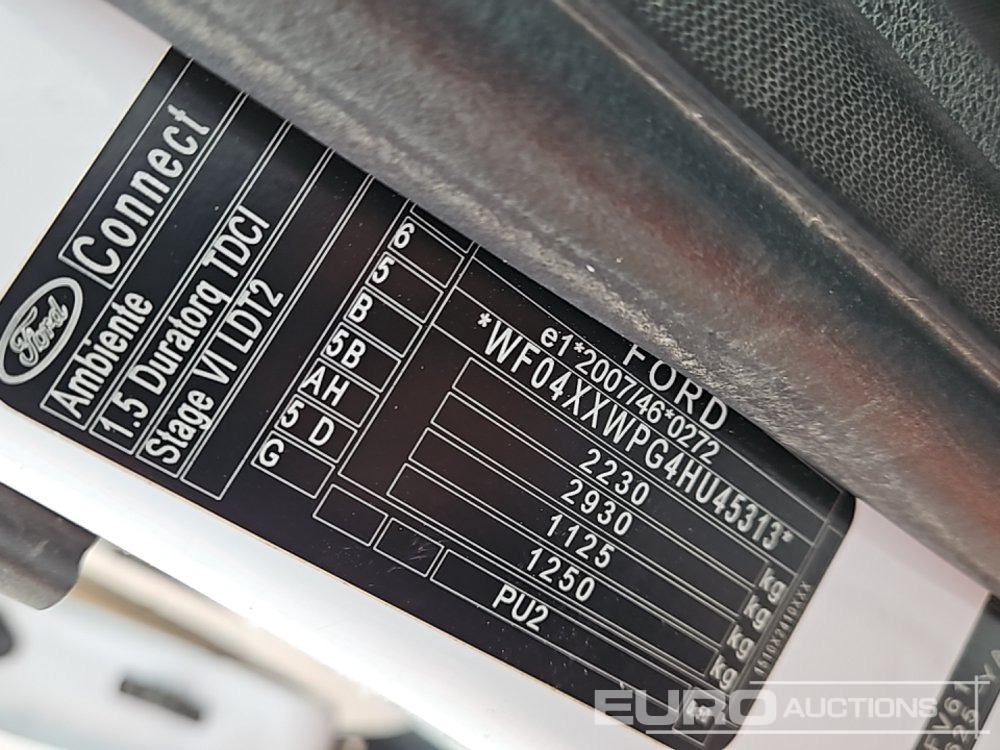 Ford
Connect
Ambiente
1.5 Duratorq TDCI
Stage VI LDT2
6
5
B
5B
AH
5 D
G
FORD
e1*2007/46*0272
*WF04XXWPG4HU45313*
2230 kg
2930 kg
1125 kg
1250 kg
PU2
1510X2410XXX
EURO AUCTIONS